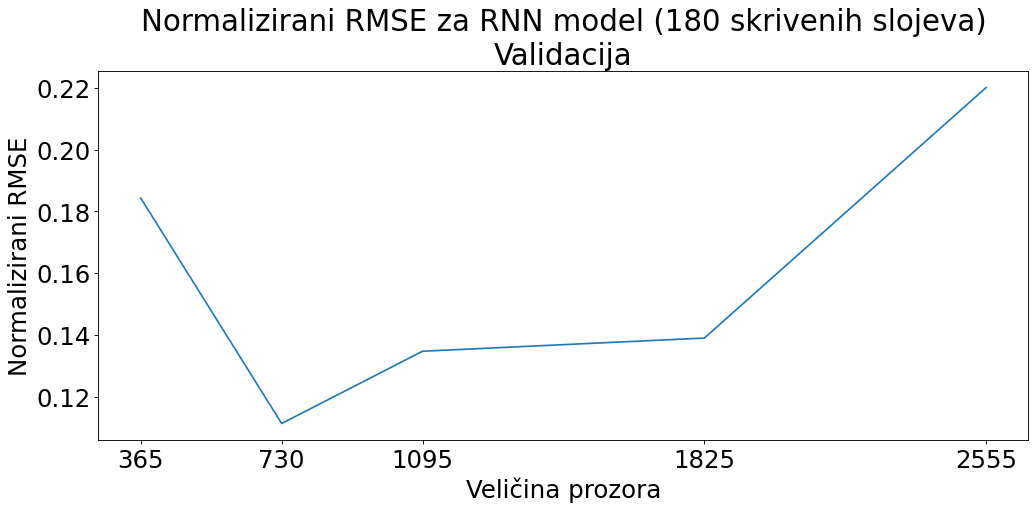 Normalizirani RMSE za RNN model (180 skrivenih slojeva)
Validacija
Normalizirani RMSE
0.22
0.20
0.18
0.16
0.14
0.12
365 730 1095 1825 2555
Veličina prozora